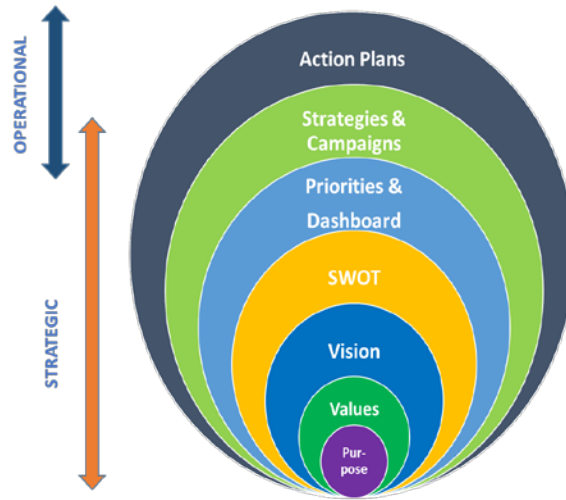 OPERATIONAL
STRATEGIC
Action Plans
Strategies &
Campaigns
Priorities &
Dashboard
SWOT
Vision
Values
Pur-
pose